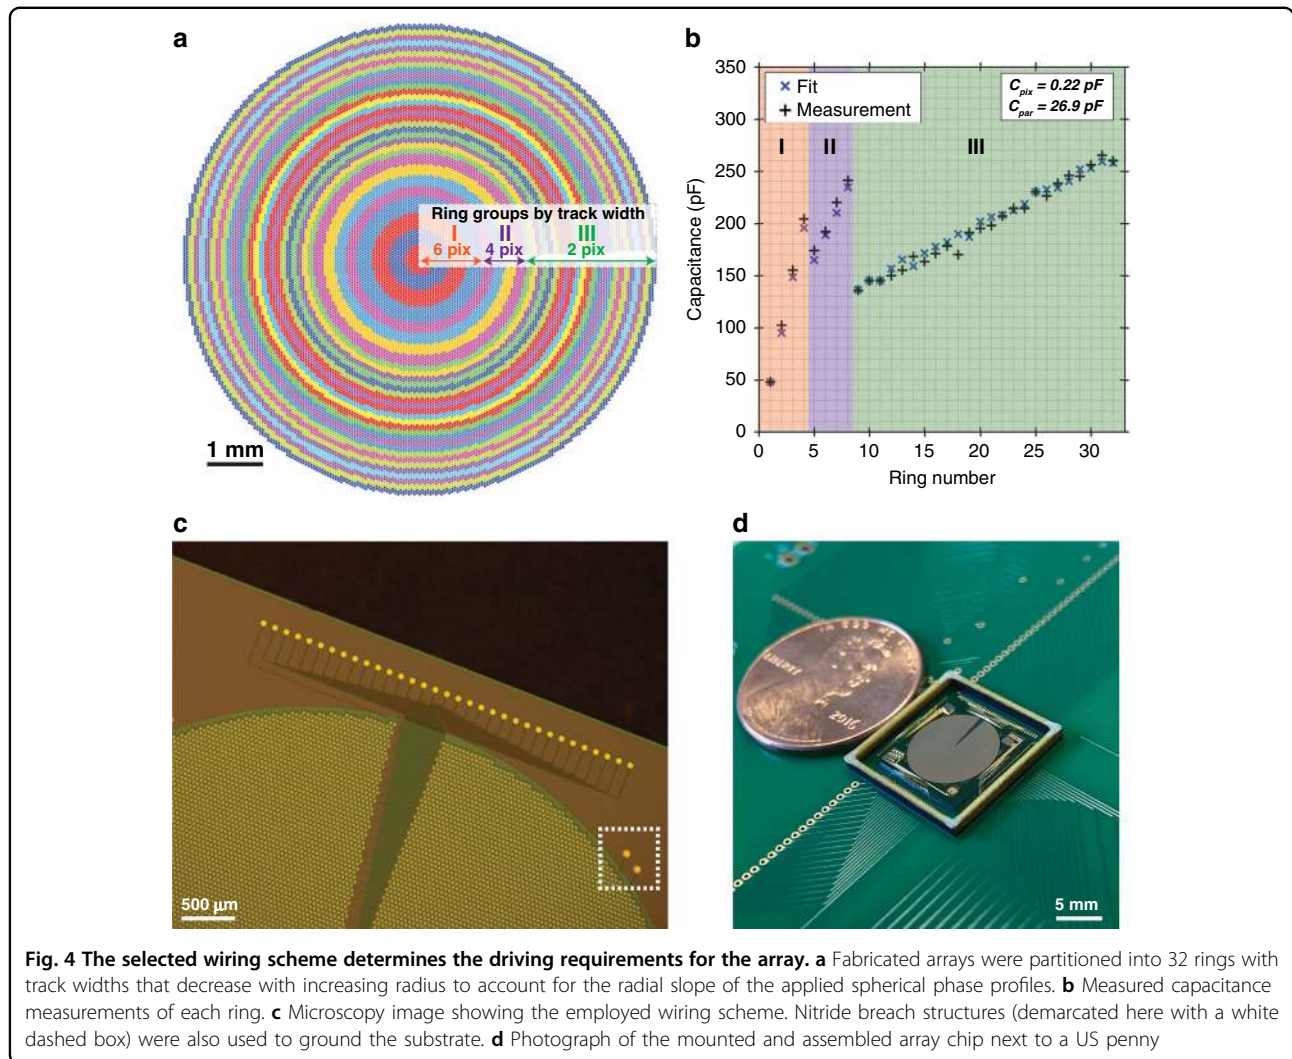 a
Ring groups by track width
I II III
6 pix 4 pix 2 pix
1 mm
b
350
300
250
200
150
100
50
0
Capacitance (pF)
× Fit
+ Measurement
C_pix = 0.22 pF
C_par = 26.9 pF
I II III
0 5 10 15 20 25 30
Ring number
c
500 µm
d
LIBERTY
2016
5 mm
Fig. 4 The selected wiring scheme determines the driving requirements for the array. a Fabricated arrays were partitioned into 32 rings with
track widths that decrease with increasing radius to account for the radial slope of the applied spherical phase profiles. b Measured capacitance
measurements of each ring. c Microscopy image showing the employed wiring scheme. Nitride breach structures (demarcated here with a white
dashed box) were also used to ground the substrate. d Photograph of the mounted and assembled array chip next to a US penny